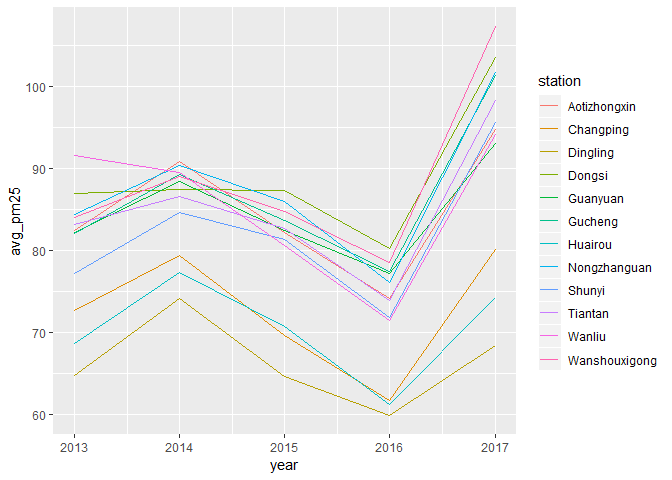 100
90
80
70
60
avg_pm25
2013
2014
2015
2016
2017
year
station
Aotizhongxin
Changping
Dingling
Dongsi
Guanyuan
Gucheng
Huairou
Nongzhanguan
Shunyi
Tiantan
Wanliu
Wanshouxigong